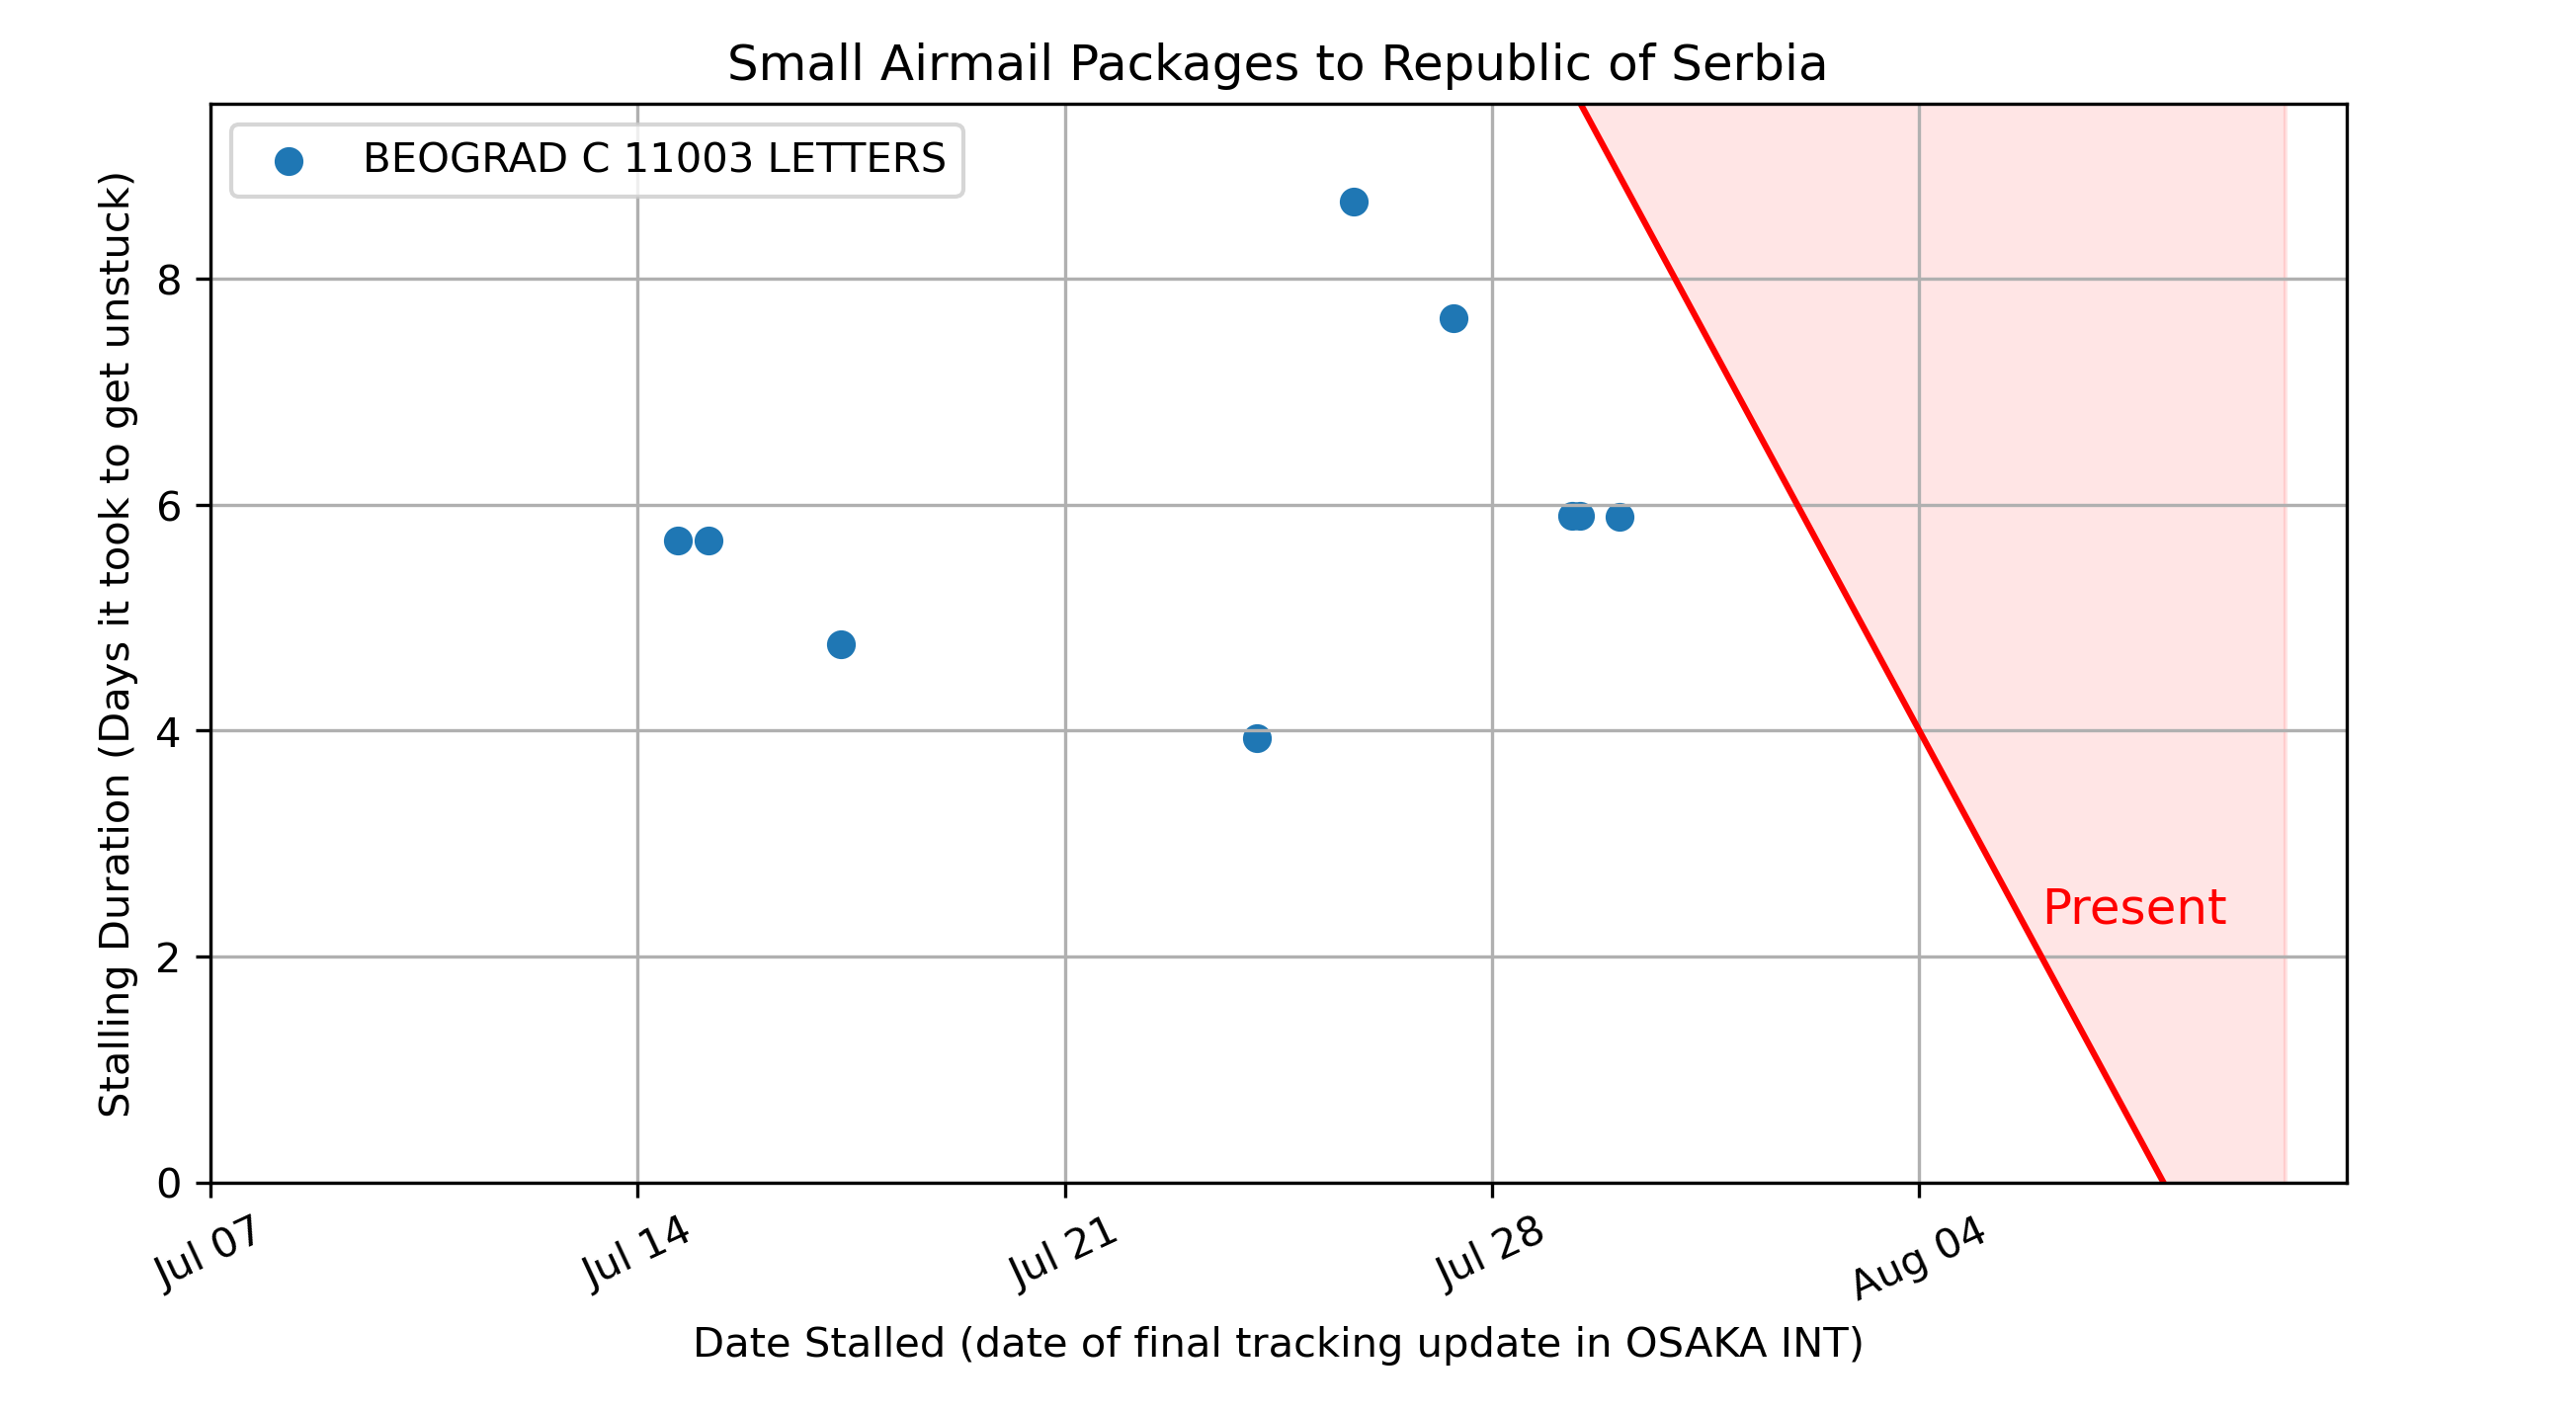 Small Airmail Packages to Republic of Serbia
BEOGRAD C 11003 LETTERS
Stalling Duration (Days it took to get unstuck)
8
6
4
2
0
Present
Jul 07
Jul 14
Jul 21
Jul 28
Aug 04
Date Stalled (date of final tracking update in OSAKA INT)